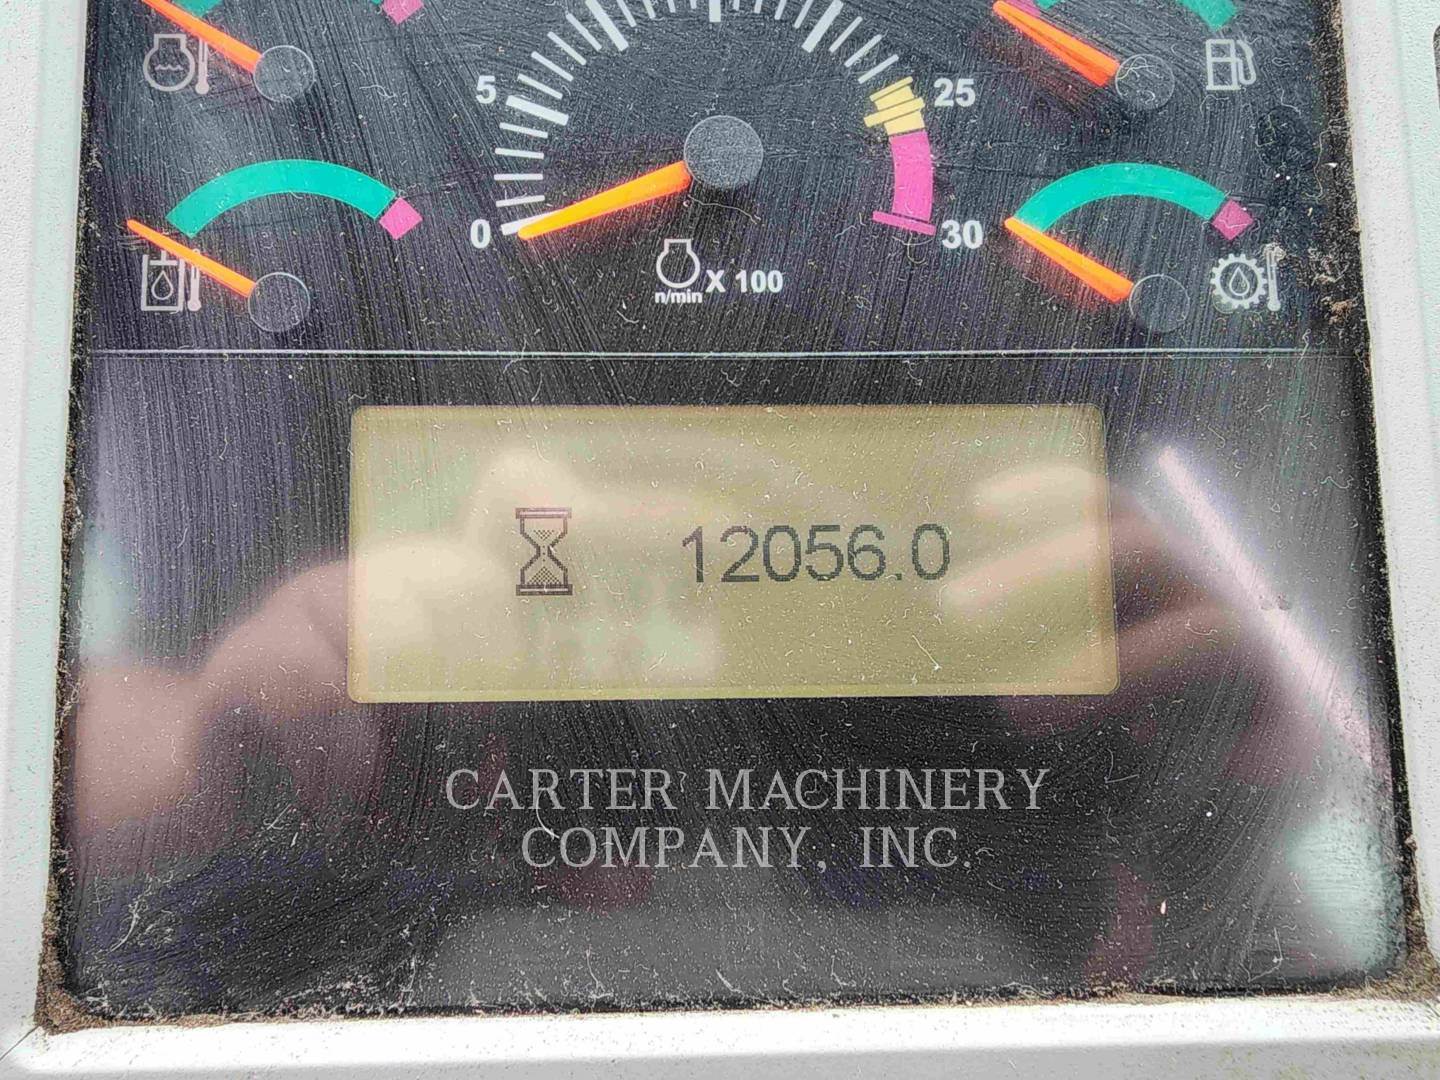 5
25
0
30
n/min X 100
12056.0
CARTER MACHINERY
COMPANY, INC.